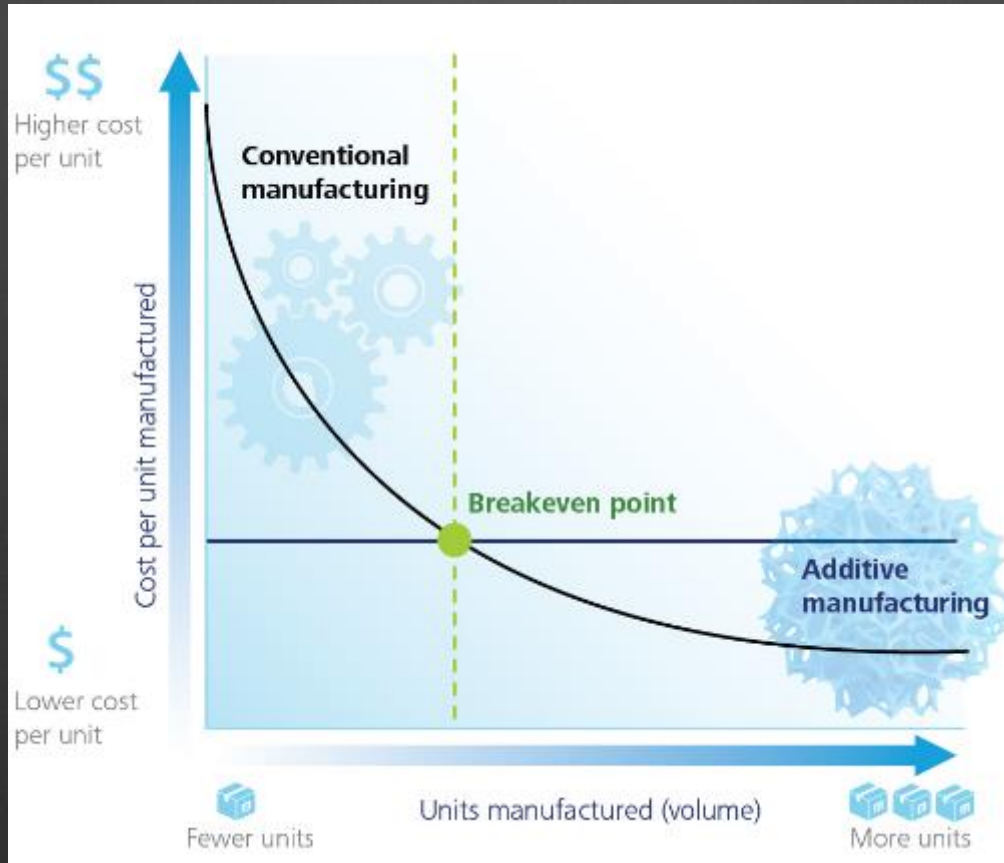 $$
Higher cost
per unit
Conventional
manufacturing
Cost per unit manufactured
Breakeven point
Additive
manufacturing
$
Lower cost
per unit
Units manufactured (volume)
Fewer units
More units